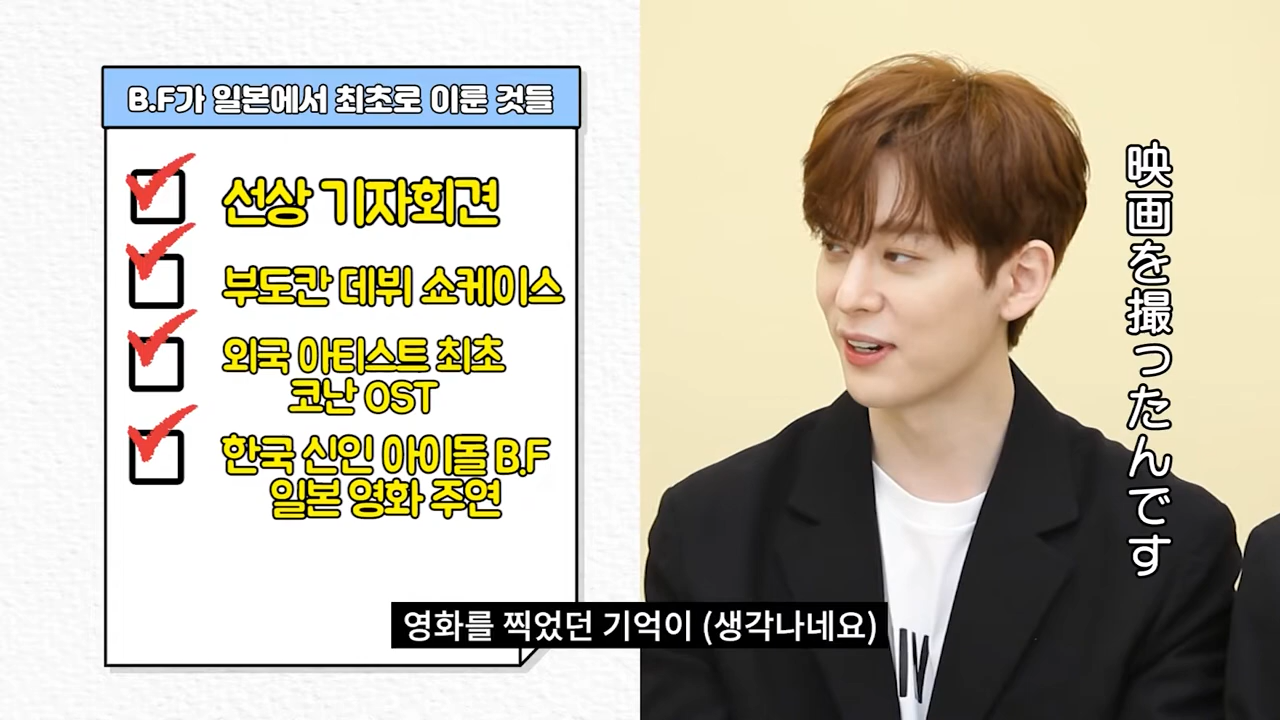 B.F가 일본에서 최초로 이룬 것들
선상 기자회견
부도칸 데뷔 쇼케이스
외국 아티스트 최초
코난 OST
한국 신인 아이돌 B.F
일본 영화 주연
映画を撮ったんです
영화를 찍었던 기억이 (생각나네요)